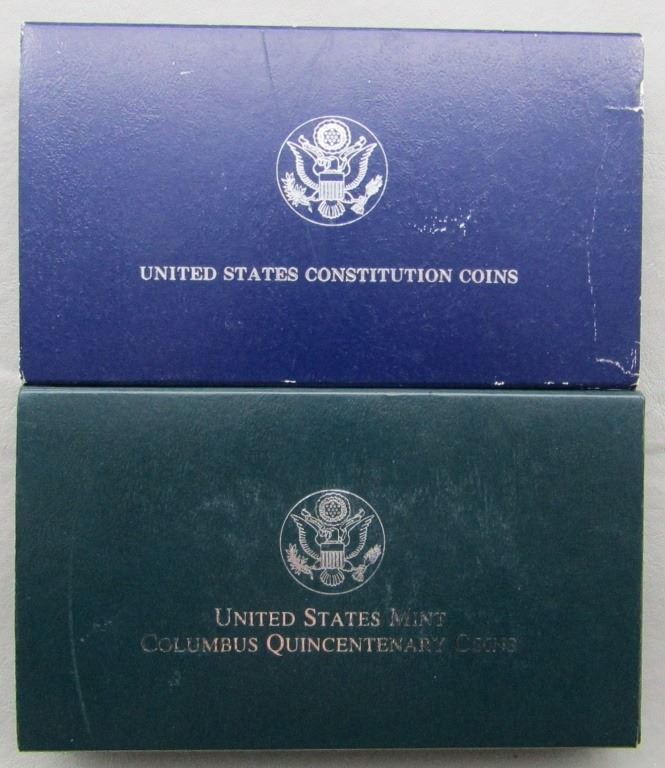 UNITED STATES CONSTITUTION COINS
UNITED STATES MINT
COLUMBUS QUINCENTENARY COINS